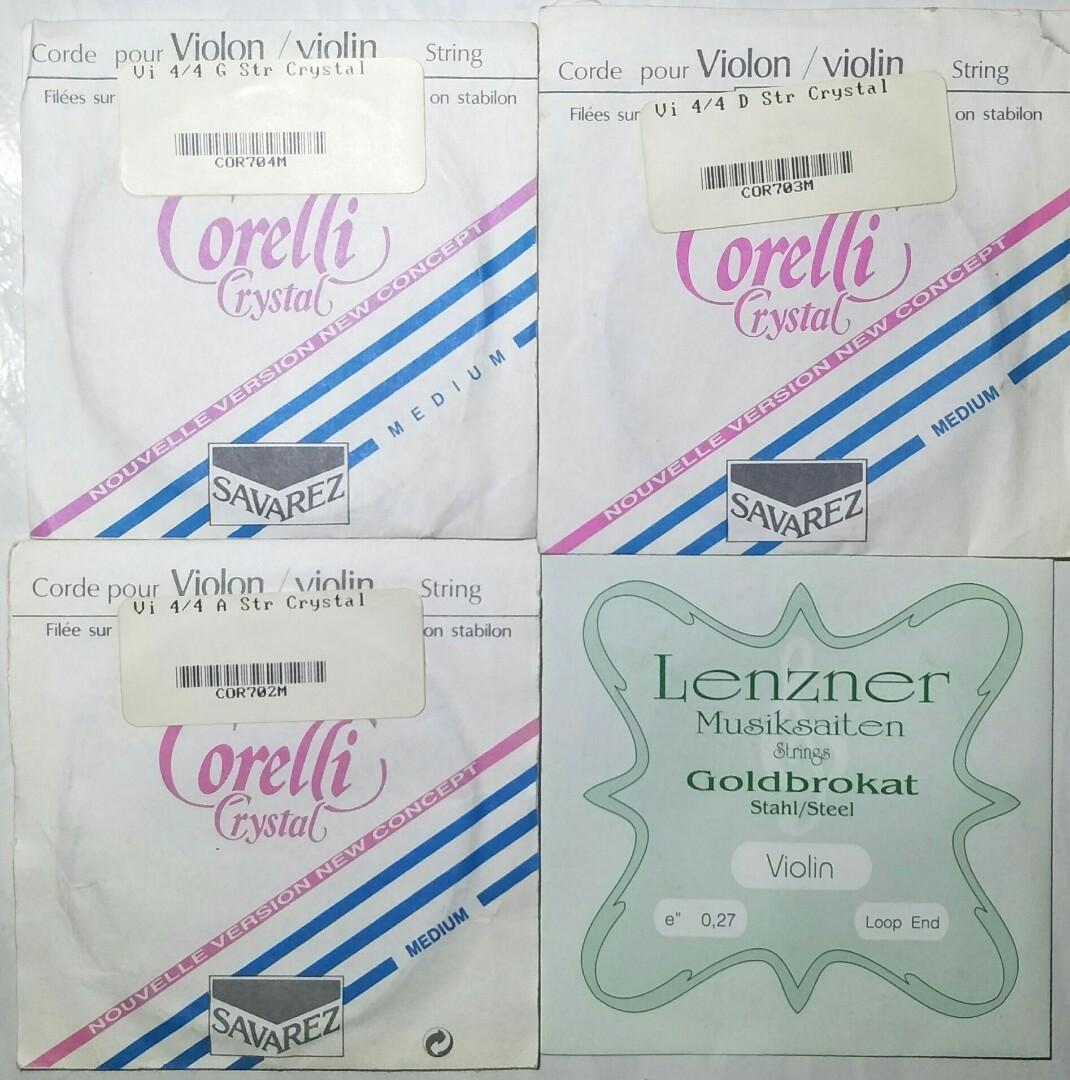 Corde pour Violon / violin String
Vi 4/4 G Str Crystal
Filées sur on stabilon
COR704M
Corelli
Crystal
NOUVELLE VERSION NEW CONCEPT
MEDIUM
SAVAREZ
Corde pour Violon / violin String
Vi 4/4 D Str Crystal
Filées sur on stabilon
COR703M
Corelli
Crystal
NOUVELLE VERSION NEW CONCEPT
MEDIUM
SAVAREZ
Corde pour Violon / violin String
Vi 4/4 A Str Crystal
Filée sur on stabilon
COR702M
Corelli
Crystal
NOUVELLE VERSION NEW CONCEPT
MEDIUM
SAVAREZ
Lenzner
Musiksaiten
Strings
Goldbrokat
Stahl/Steel
Violin
e" 0,27 Loop End